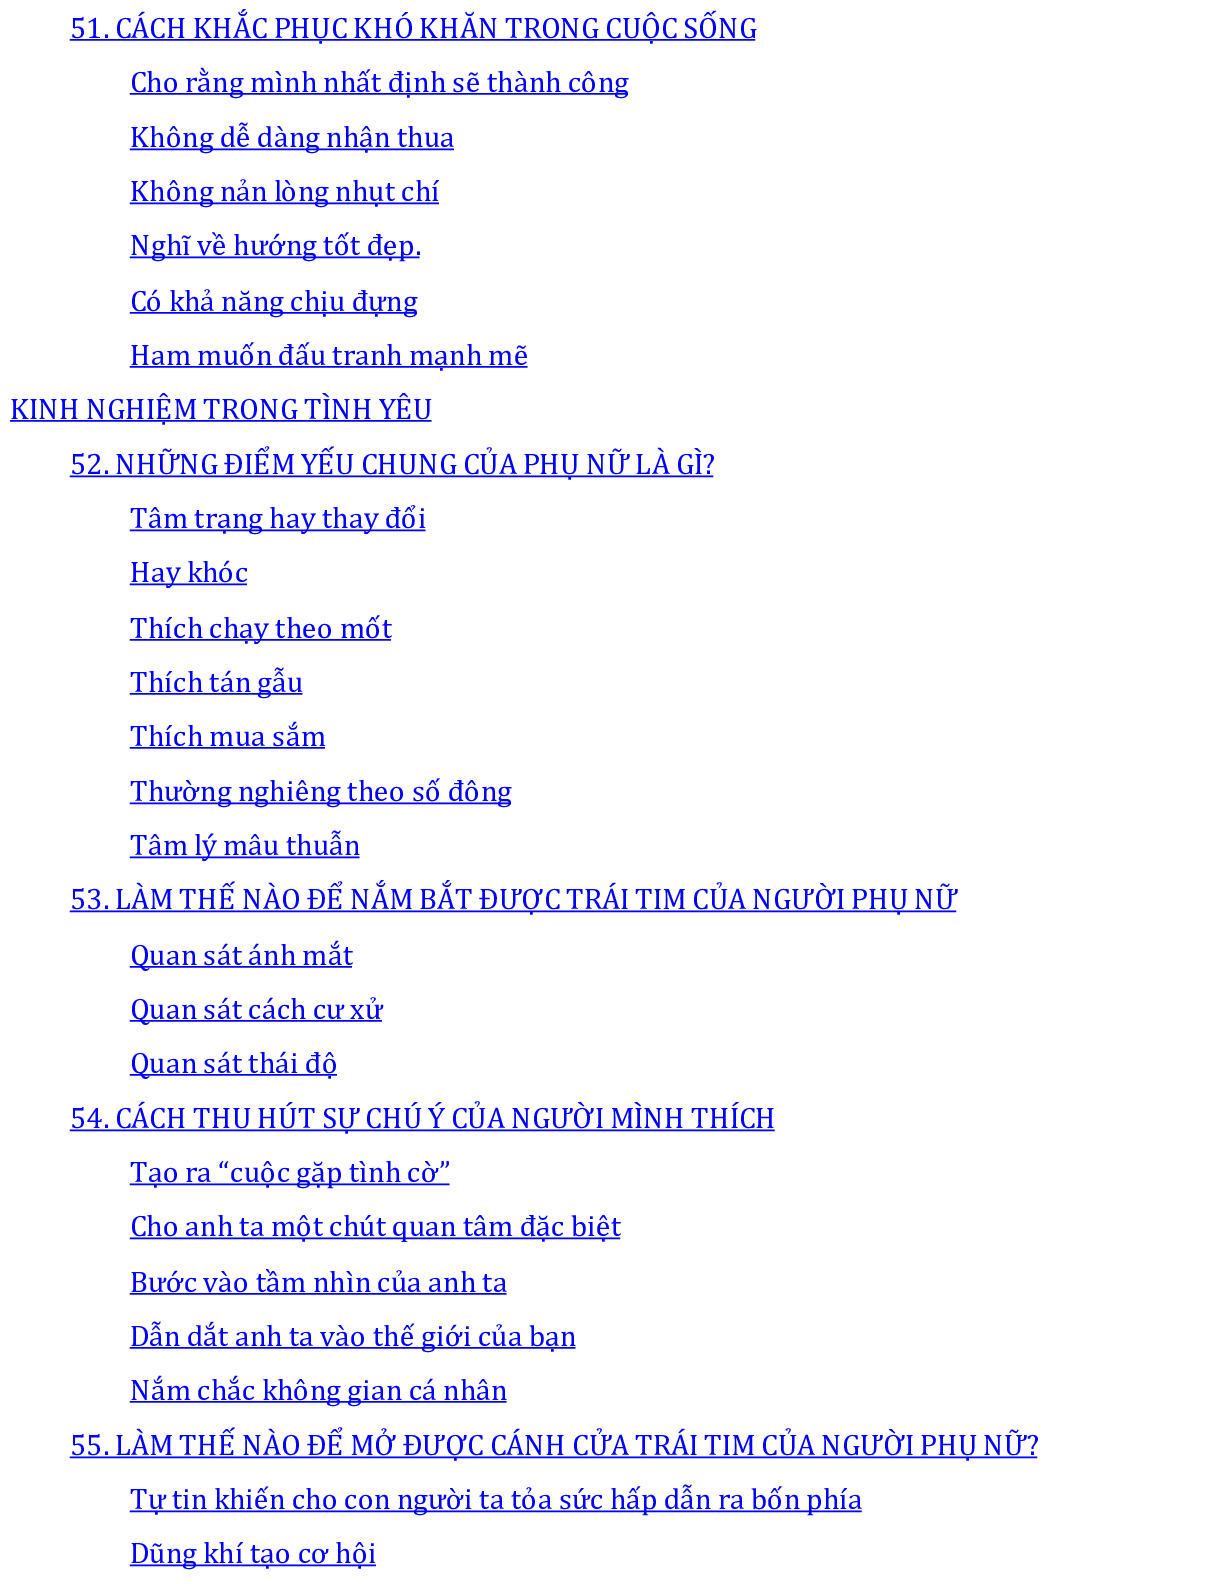 51. CÁCH KHẮC PHỤC KHÓ KHĂN TRONG CUỘC SỐNG
Cho rằng mình nhất định sẽ thành công
Không dễ dàng nhận thua
Không nản lòng nhụt chí
Nghĩ về hướng tốt đẹp.
Có khả năng chịu đựng
Ham muốn đấu tranh mạnh mẽ
KINH NGHIỆM TRONG TÌNH YÊU
52. NHỮNG ĐIỂM YẾU CHUNG CỦA PHỤ NỮ LÀ GÌ?
Tâm trạng hay thay đổi
Hay khóc
Thích chạy theo mốt
Thích tán gẫu
Thích mua sắm
Thường nghiêng theo số đông
Tâm lý mâu thuẫn
53. LÀM THẾ NÀO ĐỂ NẮM BẮT ĐƯỢC TRÁI TIM CỦA NGƯỜI PHỤ NỮ
Quan sát ánh mắt
Quan sát cách cư xử
Quan sát thái độ
54. CÁCH THU HÚT SỰ CHÚ Ý CỦA NGƯỜI MÌNH THÍCH
Tạo ra “cuộc gặp tình cờ”
Cho anh ta một chút quan tâm đặc biệt
Bước vào tầm nhìn của anh ta
Dẫn dắt anh ta vào thế giới của bạn
Nắm chắc không gian cá nhân
55. LÀM THẾ NÀO ĐỂ MỞ ĐƯỢC CÁNH CỬA TRÁI TIM CỦA NGƯỜI PHỤ NỮ?
Tự tin khiến cho con người ta tỏa sức hấp dẫn ra bốn phía
Dũng khí tạo cơ hội